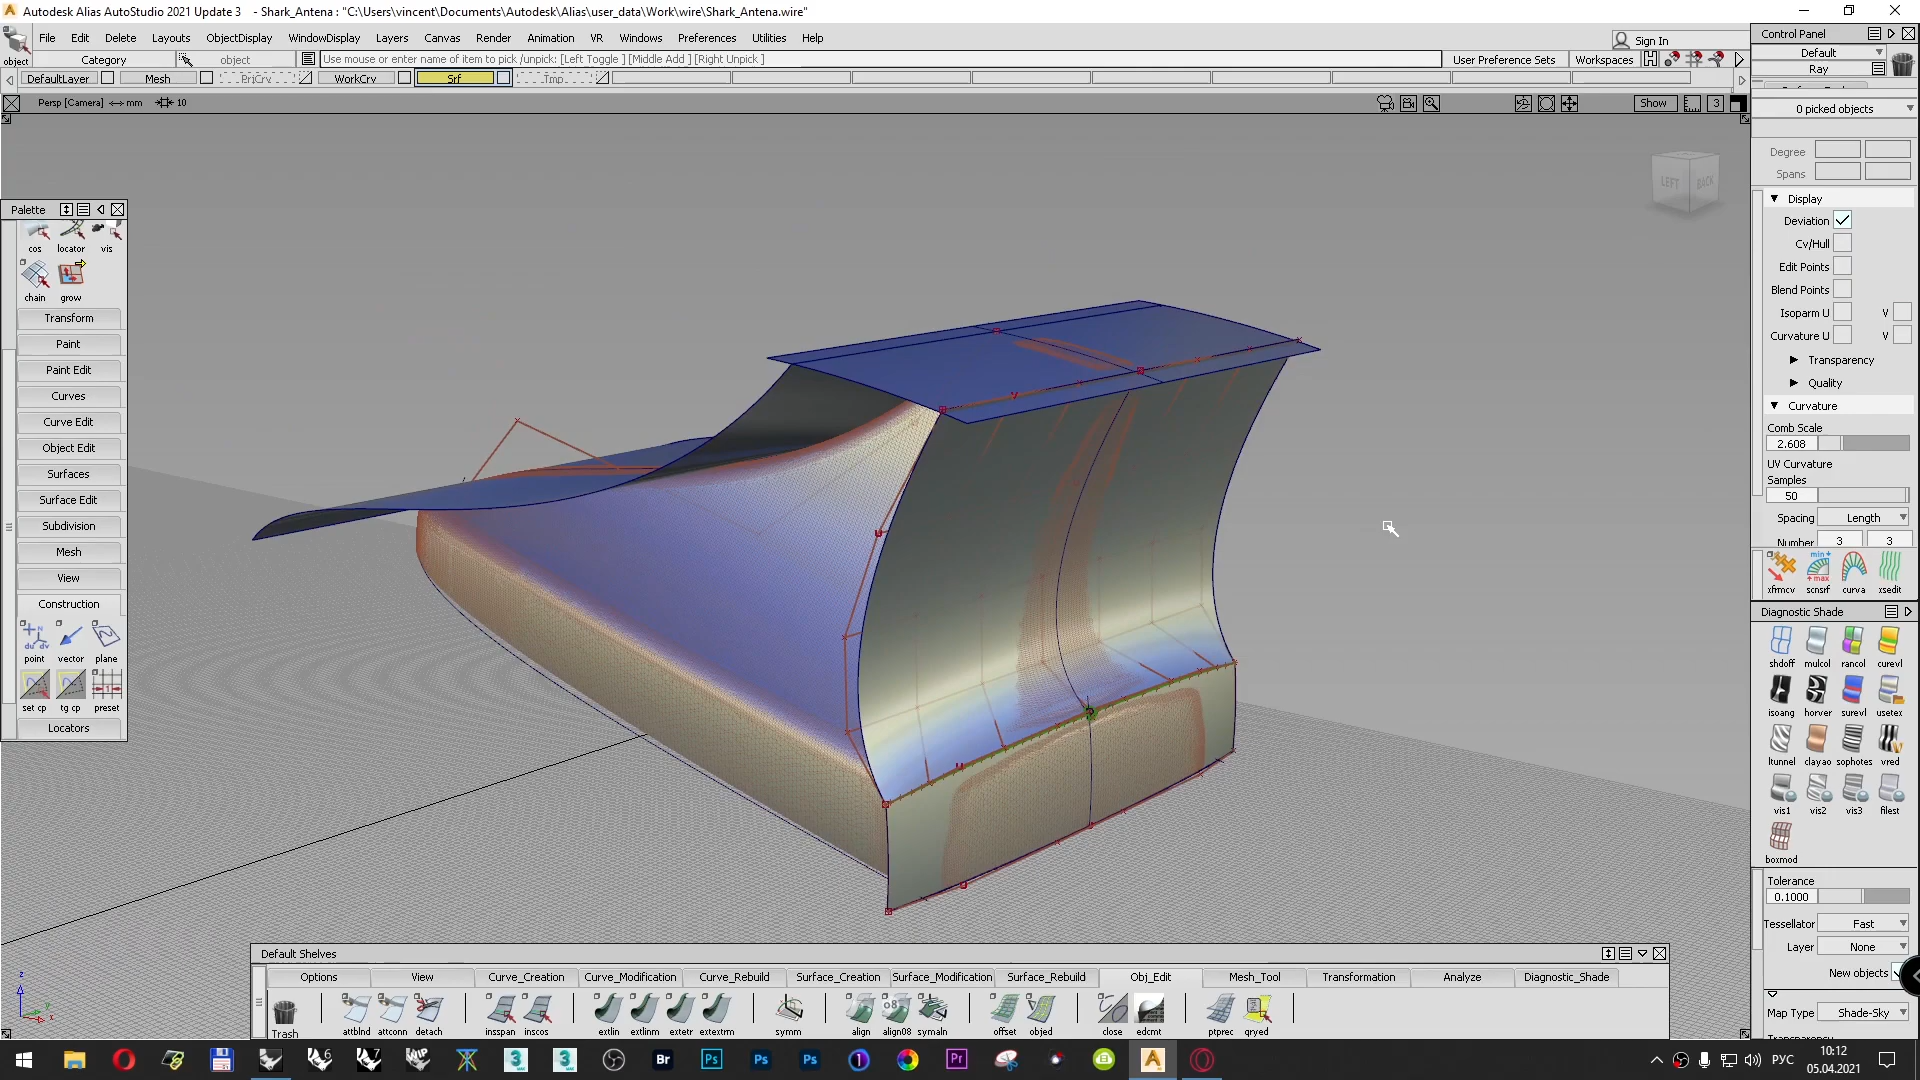 Autodesk Alias AutoStudio 2021 Update 3 - Shark_Antena : "C:\Users\vincent\Documents\Autodesk\Alias\user_data\Work\wire\Shark_Antena.wire"
File Edit Delete Layouts ObjectDisplay WindowDisplay Layers Canvas Render Animation VR Windows Preferences Utilities Help
Sign In
object Category object Use mouse or enter name of item to pick /unpick: [Left Toggle ] [Middle Add ] [Right Unpick ] User Preference Sets Workspaces
DefaultLayer Mesh PrjCrv WorkCrv Srf Tmp
Persp [Camera] <-> mm 10 Show 3
Control Panel
Default
Ray
0 picked objects
Degree
Spans
Display
Deviation
Cv/Hull
Edit Points
Blend Points
Isoparm U V
Curvature U V
Transparency
Quality
Curvature
Comb Scale
2.608
UV Curvature
Samples
50
Spacing Length
Number 3 3
xfrmcv scnsrf curva xsedit
Diagnostic Shade
shdoff mulcol rancol curevl
isoang horver surevl usetex
ltunnel clayao sophotes vred
vis1 vis2 vis3 filest
boxmod
Tolerance
0.1000
Tessellator Fast
Layer None
New objects
Map Type Shade-Sky
LEFT BACK
Palette
cos locator vis
chain grow
Transform
Paint
Paint Edit
Curves
Curve Edit
Object Edit
Surfaces
Surface Edit
Subdivision
Mesh
View
Construction
point vector plane
set cp tg cp preset
Locators
Default Shelves
Options View Curve_Creation Curve_Modification Curve_Rebuild Surface_Creation Surface_Modification Surface_Rebuild Obj_Edit Mesh_Tool Transformation Analyze Diagnostic_Shade
Trash attblnd attconn detach insspan inscos extlin extlinm extetr extextrm symm align align08 symaln offset objed close edcmt ptprec qryed
Br Ps Ps Ps Pr
РУС
10:12
05.04.2021